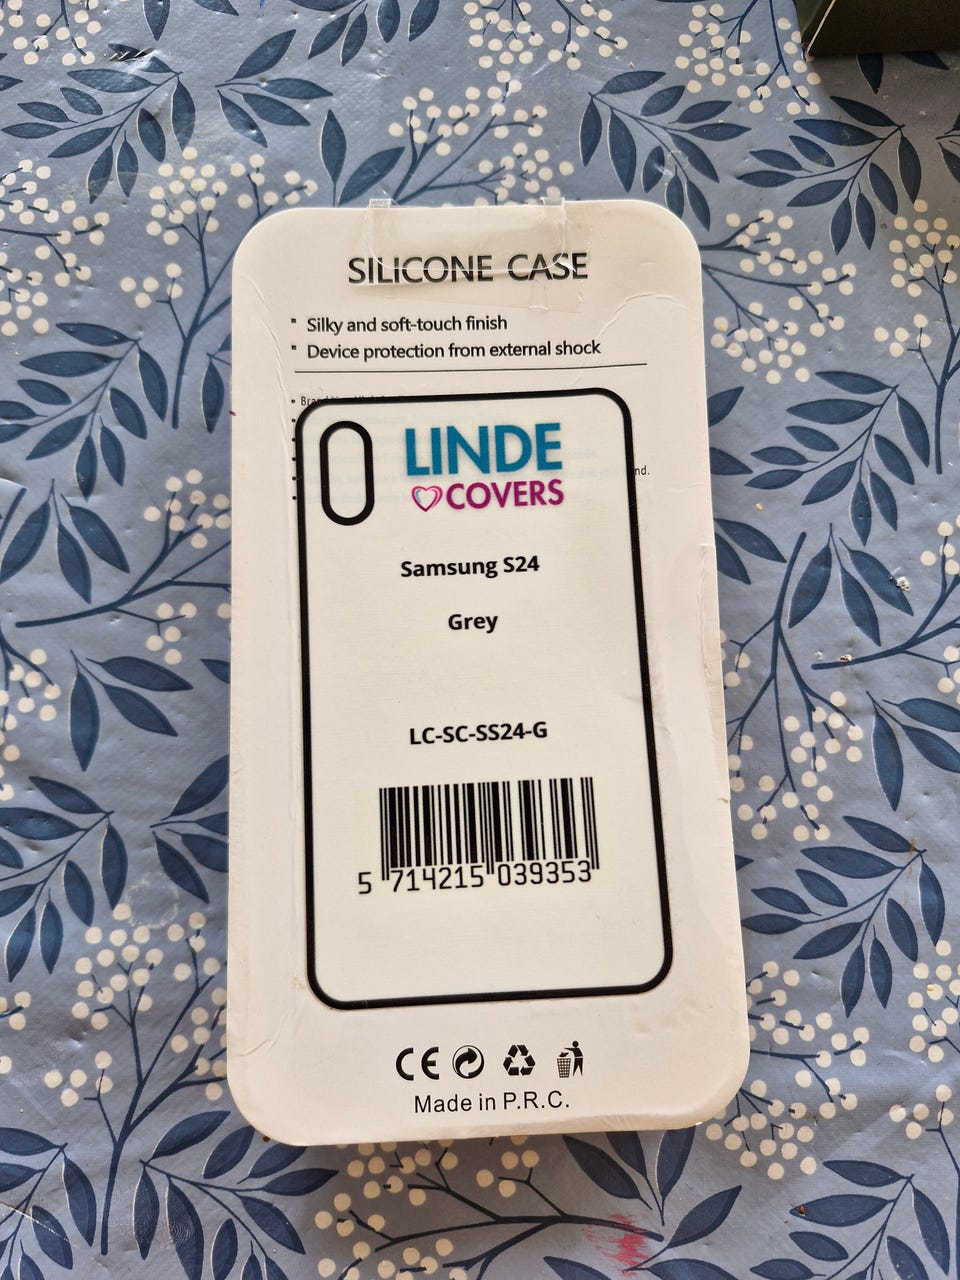 SILICONE CASE
Silky and soft-touch finish
Device protection from external shock
LINDE
COVERS
Samsung S24
Grey
LC-SC-SS24-G
5 714215 039353
CE
Made in P.R.C.